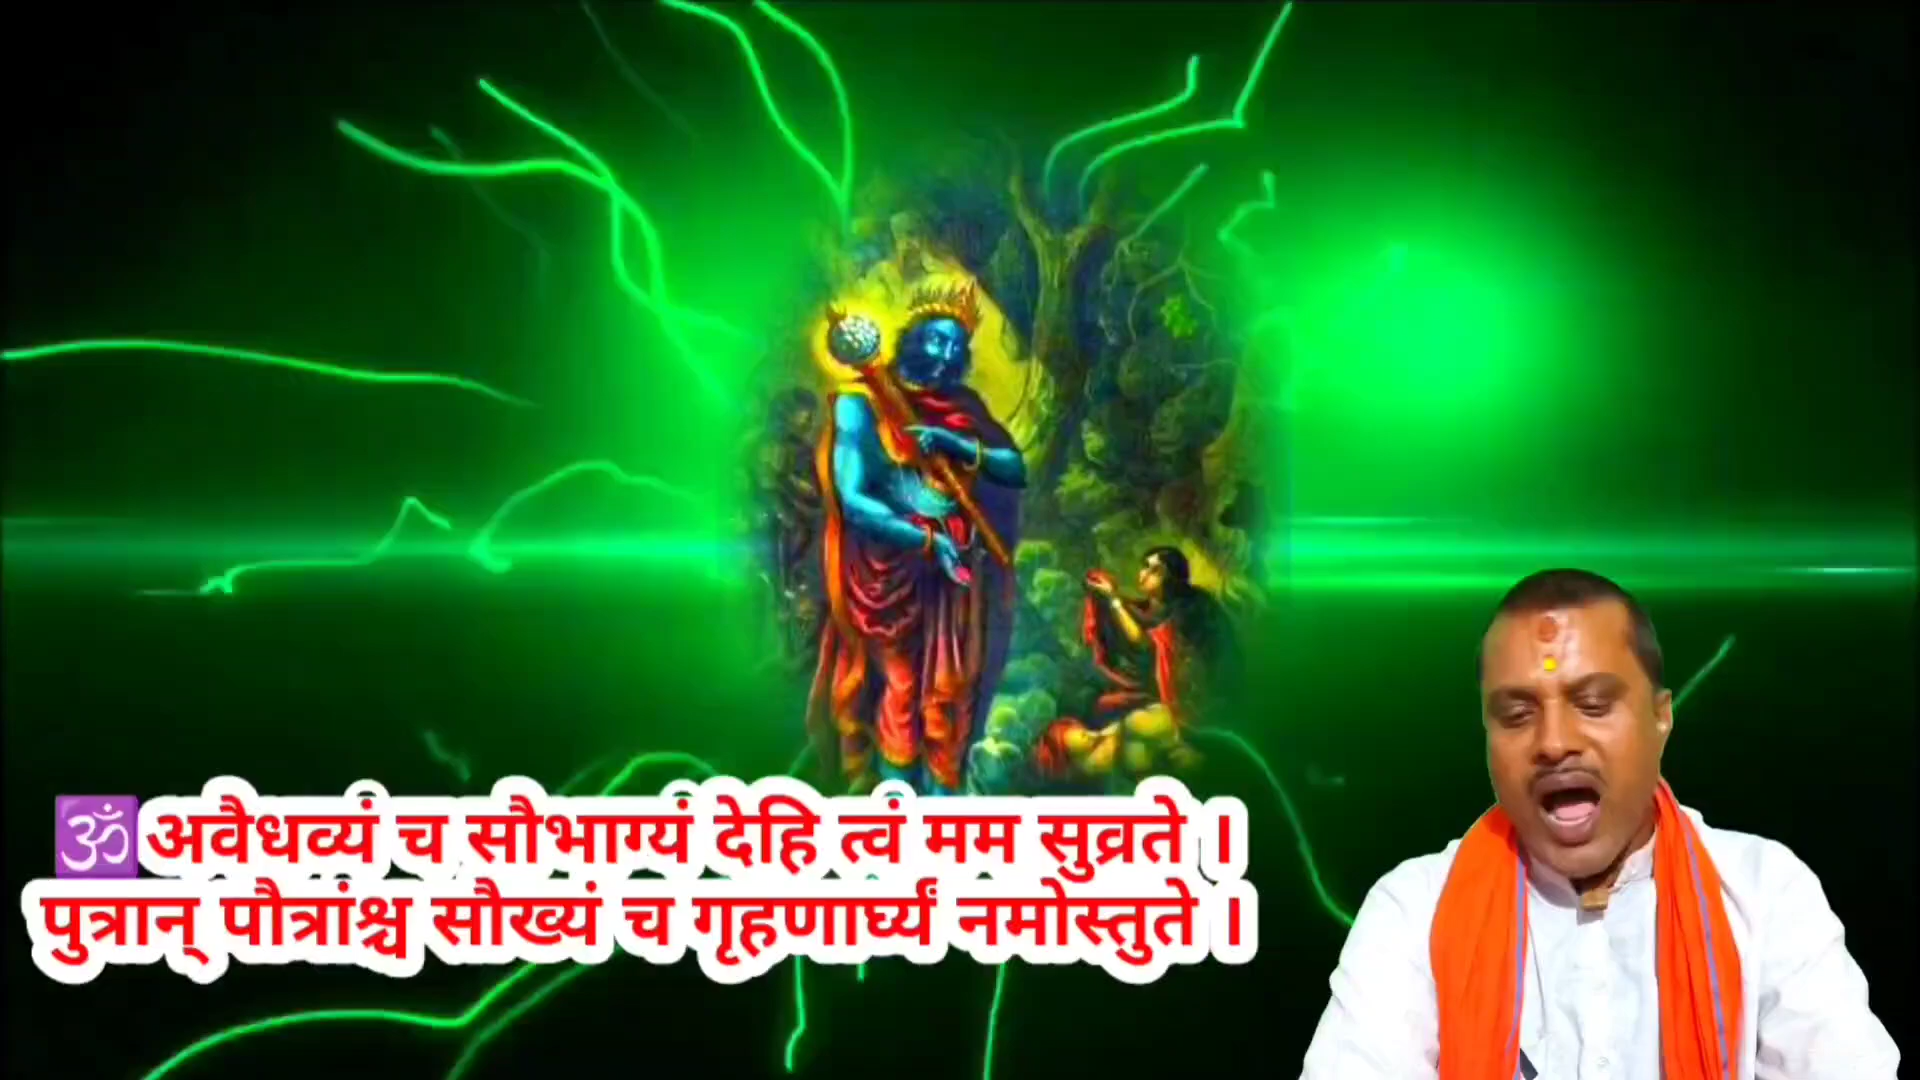 🕉️अवैधव्यं च सौभाग्यं देहि त्वं मम सुव्रते ।
पुत्रान् पौत्रांश्च सौख्यं च गृहणार्घ्यं नमोस्तुते ।